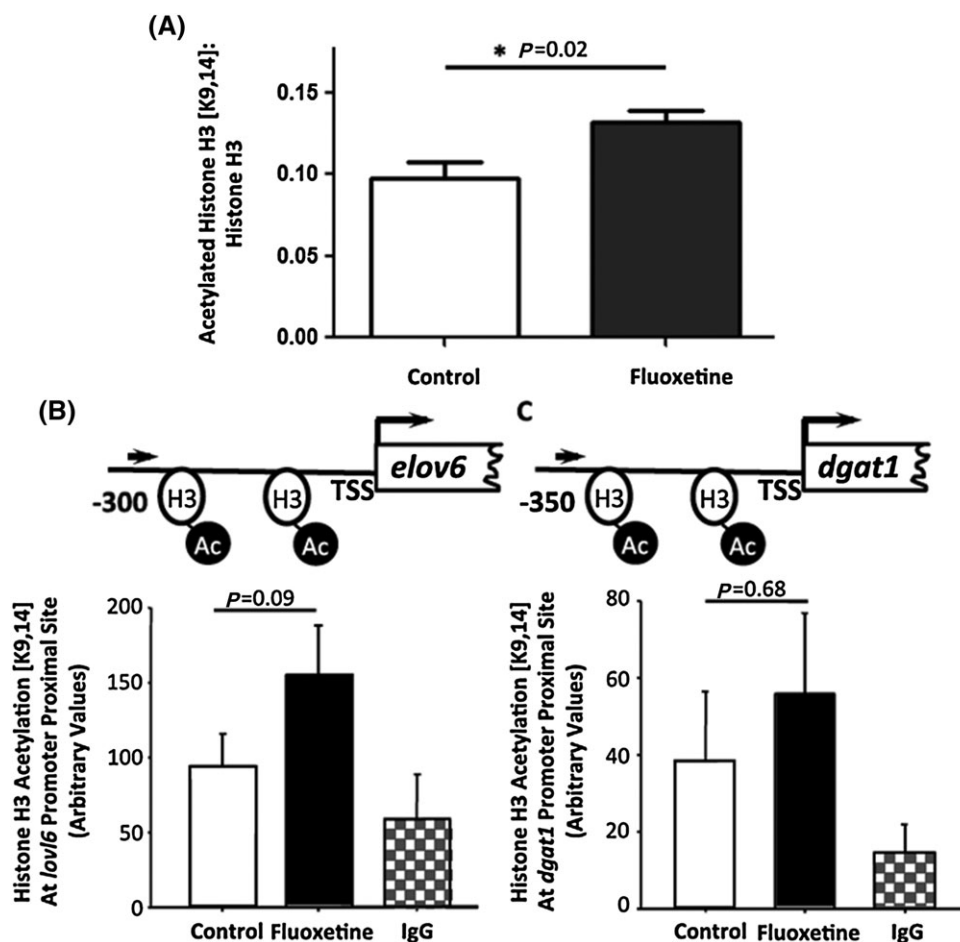 (A)
* P=0.02
Acetylated Histone H3 [K9,14]:
Histone H3
0.15
0.10
0.05
0.00
Control
Fluoxetine
(B)
elov6
TSS
-300
H3
H3
Ac
Ac
P=0.09
Histone H3 Acetylation [K9,14]
At lovl6 Promoter Proximal Site
(Arbitrary Values)
200
150
100
50
0
Control
Fluoxetine
IgG
C
dgat1
TSS
-350
H3
H3
Ac
Ac
P=0.68
Histone H3 Acetylation [K9,14]
At dgat1 Promoter Proximal Site
(Arbitrary Values)
80
60
40
20
0
Control
Fluoxetine
IgG